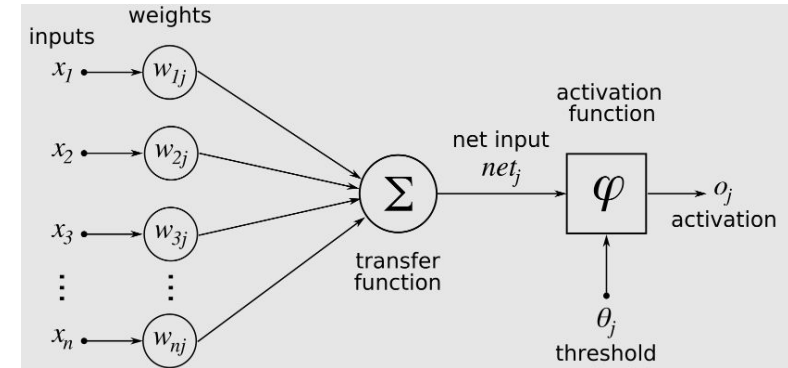 weights
inputs
x₁ w₁ⱼ
x₂ w₂ⱼ
x₃ w₃ⱼ
⋮ ⋮
xₙ wₙⱼ
Σ
transfer
function
net input
netⱼ
activation
function
φ
oⱼ
activation
θⱼ
threshold